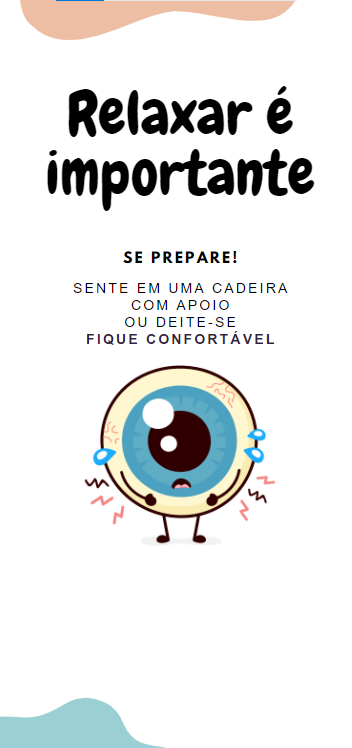 Relaxar é
importante
SE PREPARE!
SENTE EM UMA CADEIRA
COM APOIO
OU DEITE-SE
FIQUE CONFORTÁVEL